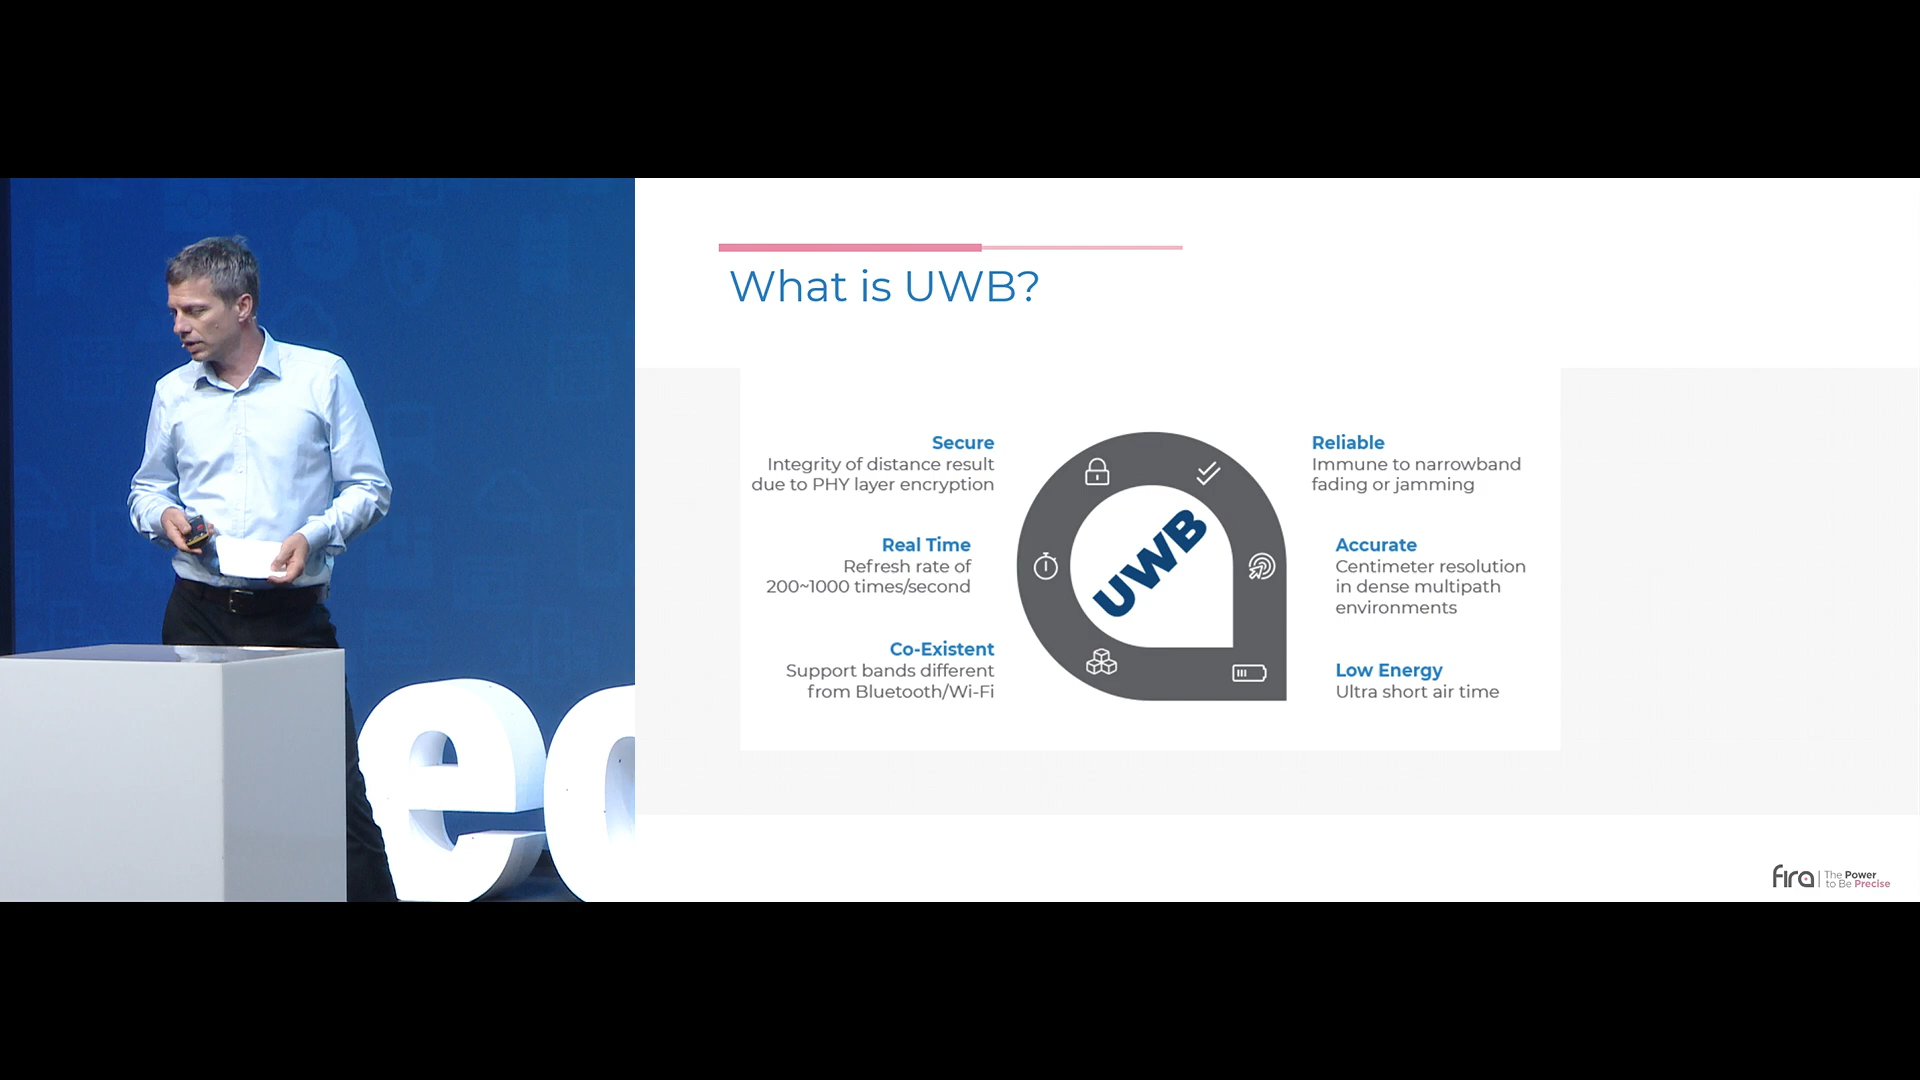 What is UWB?
Secure
Integrity of distance result
due to PHY layer encryption
Real Time
Refresh rate of
200~1000 times/second
Co-Existent
Support bands different
from Bluetooth/Wi-Fi
UWB
Reliable
Immune to narrowband
fading or jamming
Accurate
Centimeter resolution
in dense multipath
environments
Low Energy
Ultra short air time
fira
The Power
to Be Precise
e